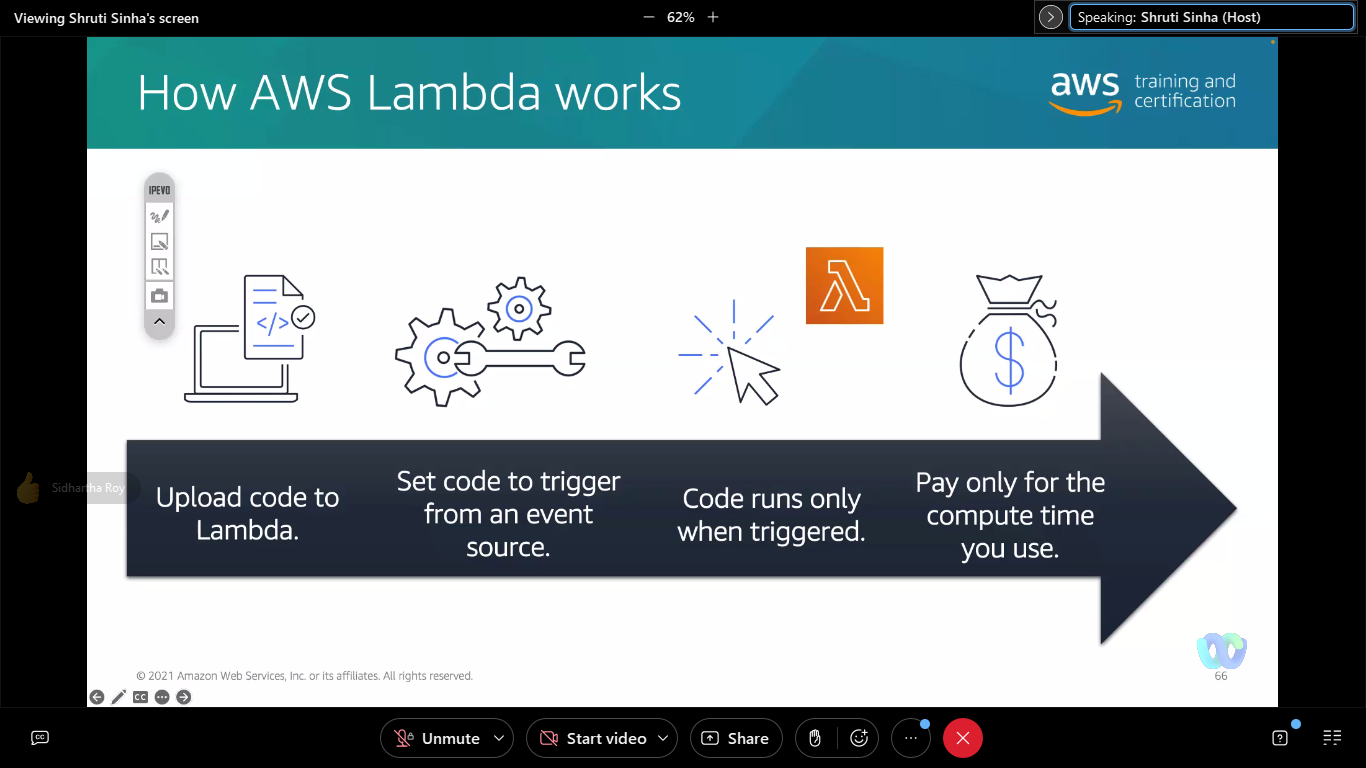 Viewing Shruti Sinha's screen
62%
Speaking: Shruti Sinha (Host)
How AWS Lambda works
aws training and
certification
IPEVO
</>
$
Upload code to
Lambda.
Set code to trigger
from an event
source.
Code runs only
when triggered.
Pay only for the
compute time
you use.
Sidhartha Roy
© 2021 Amazon Web Services, Inc. or its affiliates. All rights reserved.
66
CC
CC
Unmute
Start video
Share